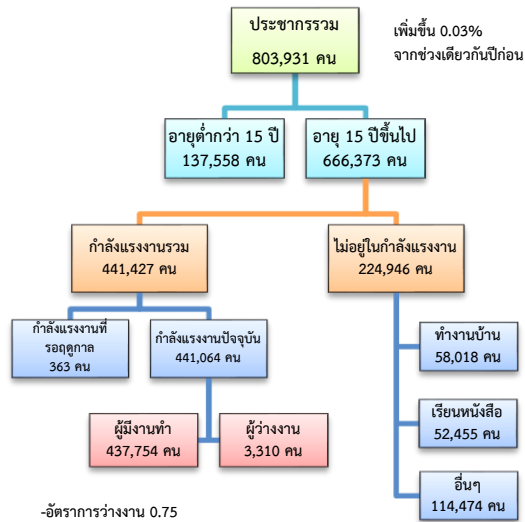 ประชากรรวม
803,931 คน
เพิ่มขึ้น 0.03%
จากช่วงเดียวกันปีก่อน
อายุต่ำกว่า 15 ปี
137,558 คน
อายุ 15 ปีขึ้นไป
666,373 คน
กำลังแรงงานรวม
441,427 คน
ไม่อยู่ในกำลังแรงงาน
224,946 คน
กำลังแรงงานที่
รอฤดูกาล
363 คน
กำลังแรงงานปัจจุบัน
441,064 คน
ทำงานบ้าน
58,018 คน
ผู้มีงานทำ
437,754 คน
ผู้ว่างงาน
3,310 คน
เรียนหนังสือ
52,455 คน
อื่นๆ
114,474 คน
-อัตราการว่างงาน 0.75